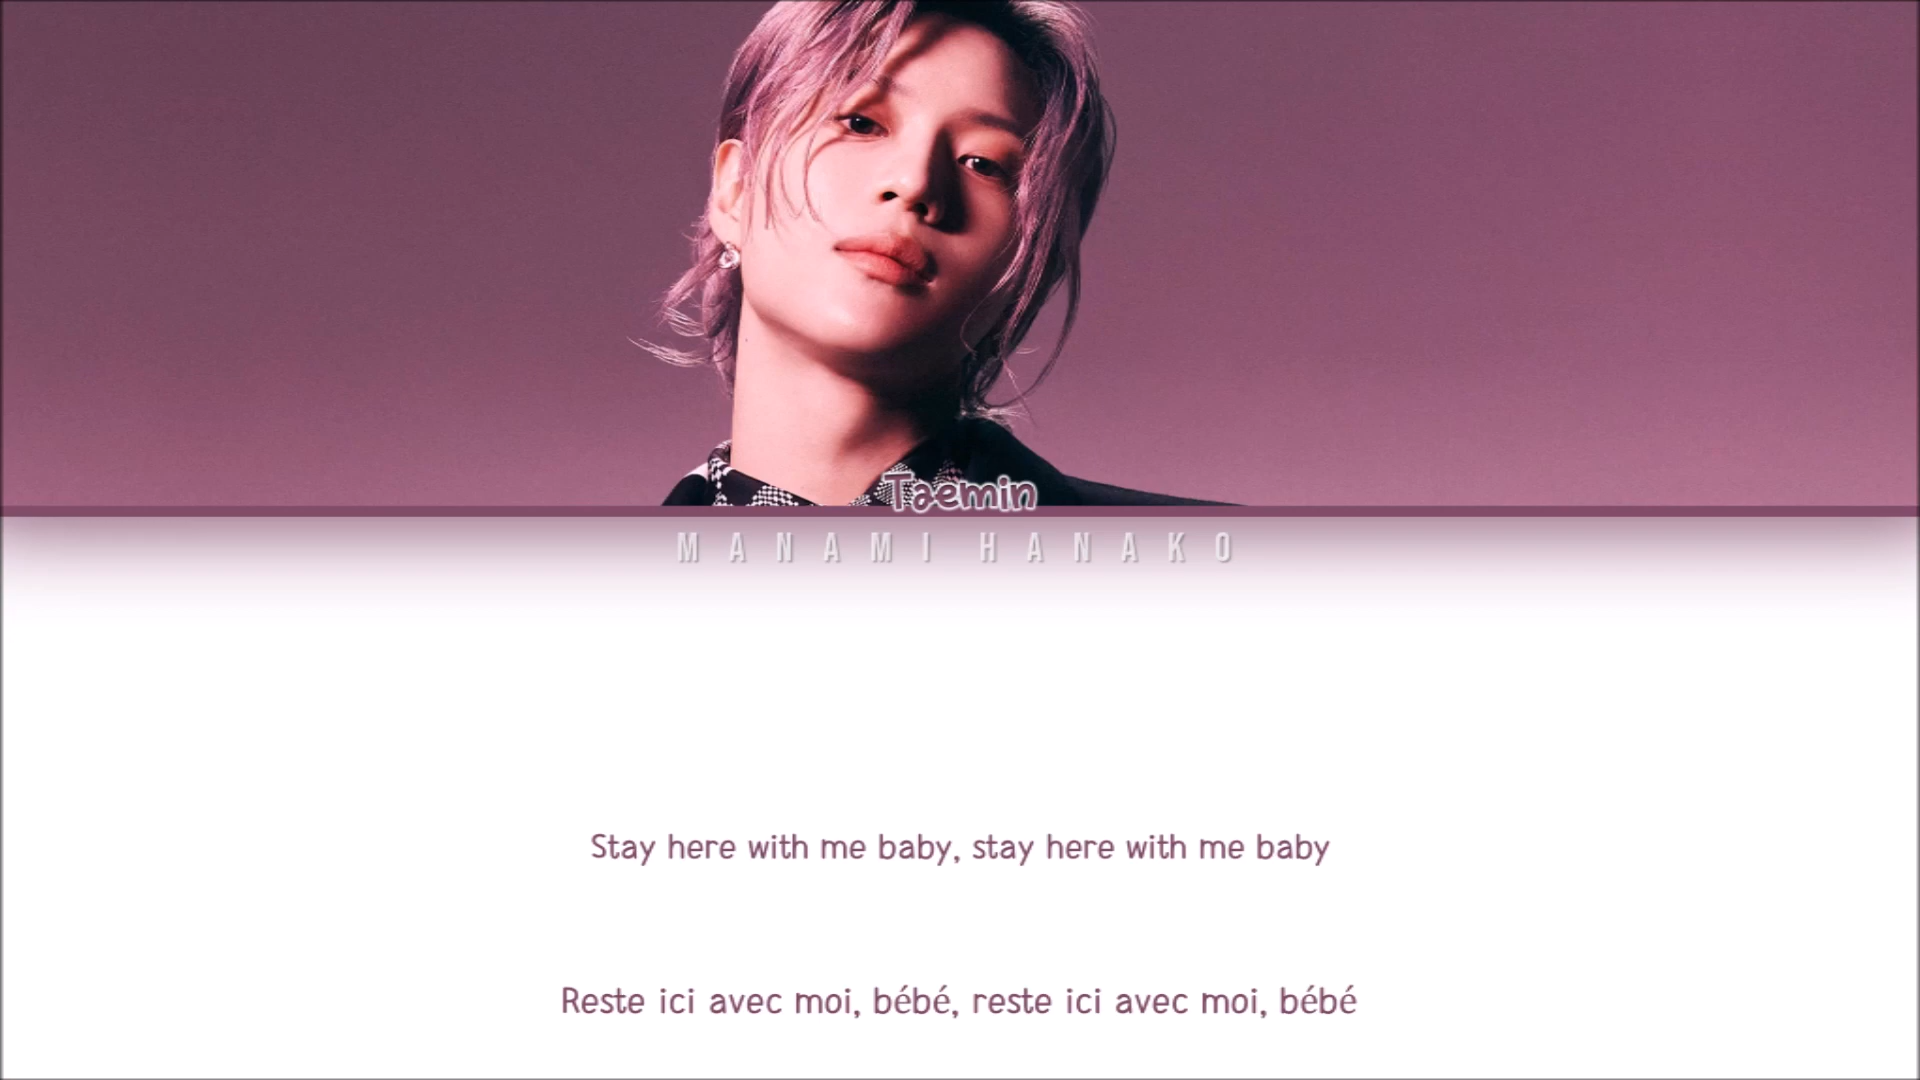 Taemin
MANAMI HANAKO
Stay here with me baby, stay here with me baby
Reste ici avec moi, bébé, reste ici avec moi, bébé